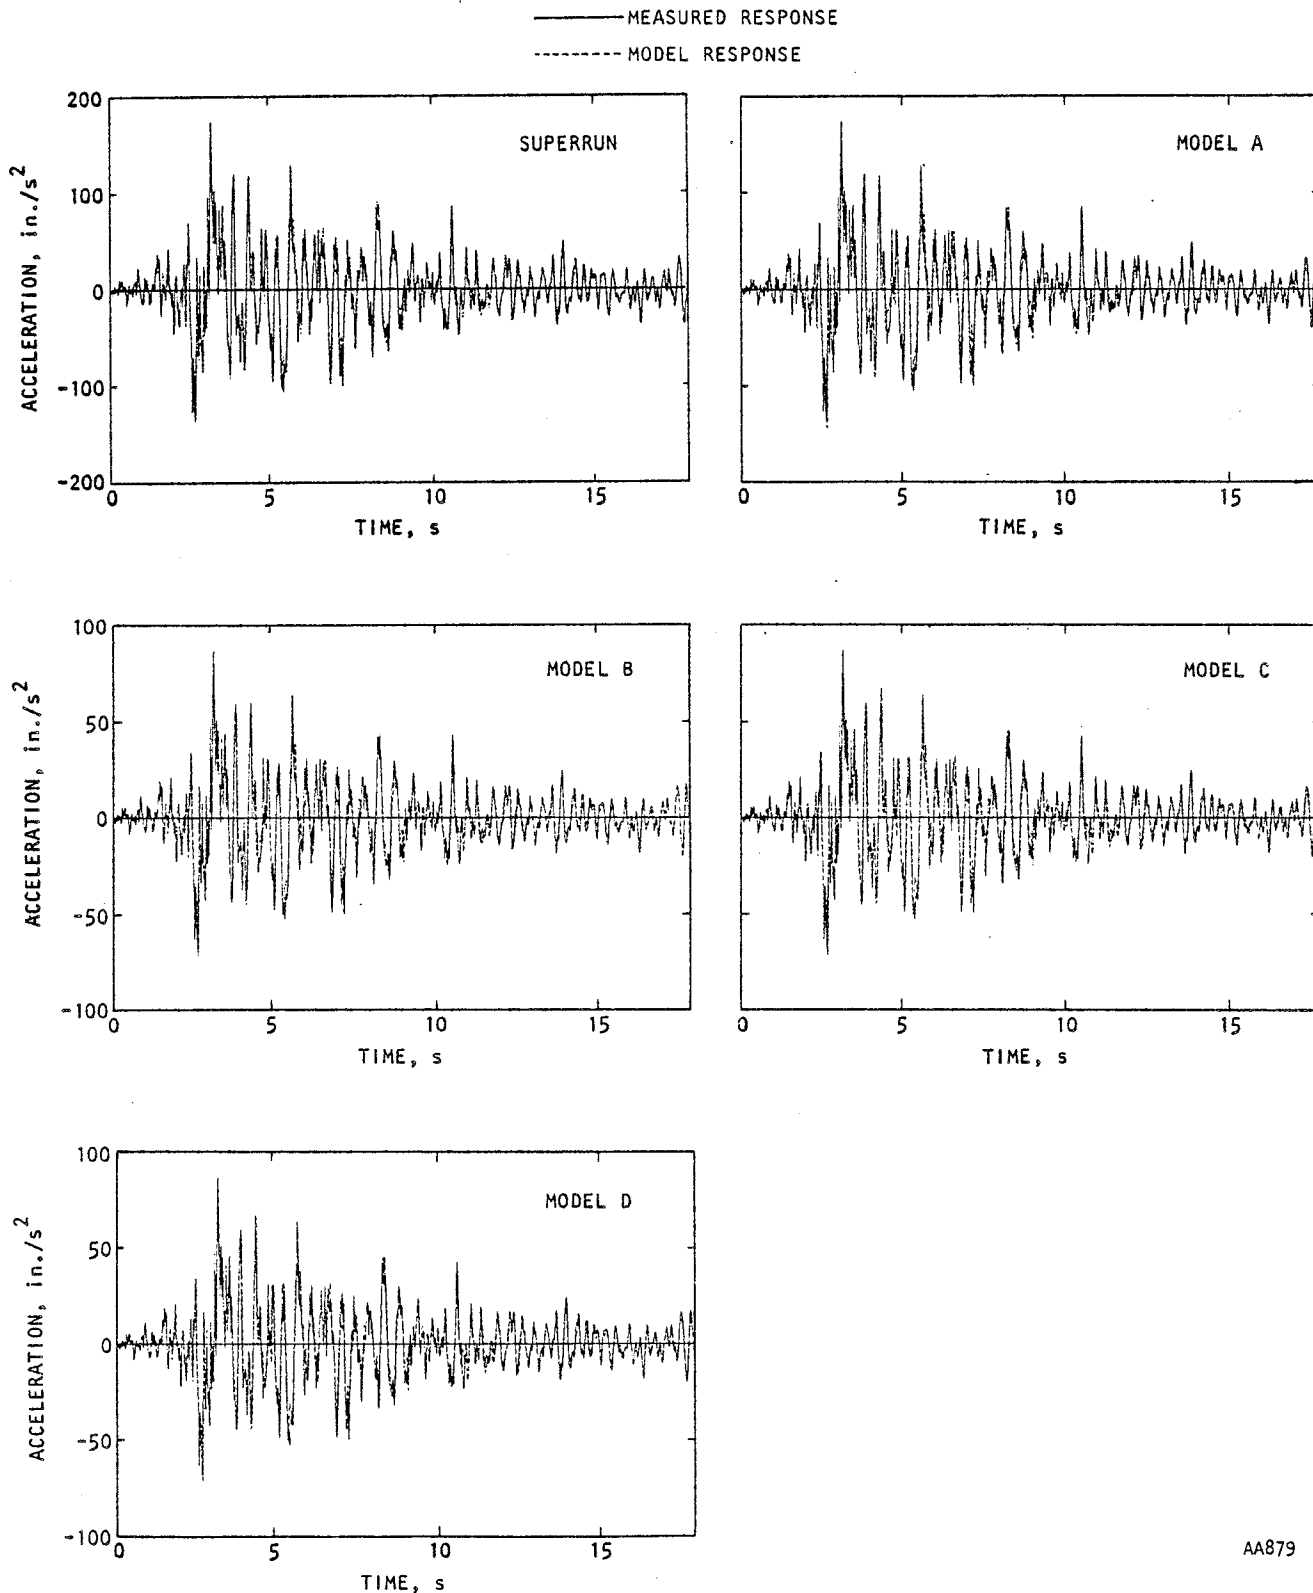 MEASURED RESPONSE
MODEL RESPONSE
SUPERRUN
ACCELERATION, in./s²
200
100
0
-100
-200
0 5 10 15
TIME, s
MODEL A
0 5 10 15
TIME, s
MODEL B
ACCELERATION, in./s²
100
50
0
-50
-100
0 5 10 15
TIME, s
MODEL C
0 5 10 15
TIME, s
MODEL D
ACCELERATION, in./s²
100
50
0
-50
-100
0 5 10 15
TIME, s
AA879